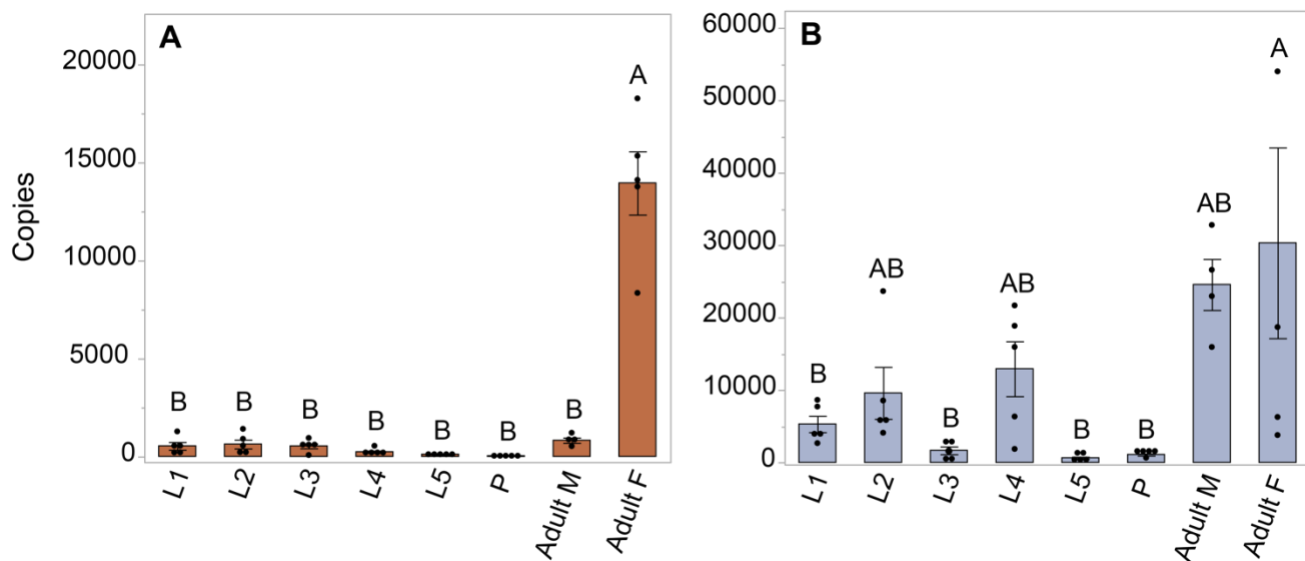 A
Copies
20000
15000
10000
5000
0
B B B B B B B A
L1 L2 L3 L4 L5 P Adult M Adult F
B
60000
50000
40000
30000
20000
10000
0
B AB B AB B B AB A
L1 L2 L3 L4 L5 P Adult M Adult F